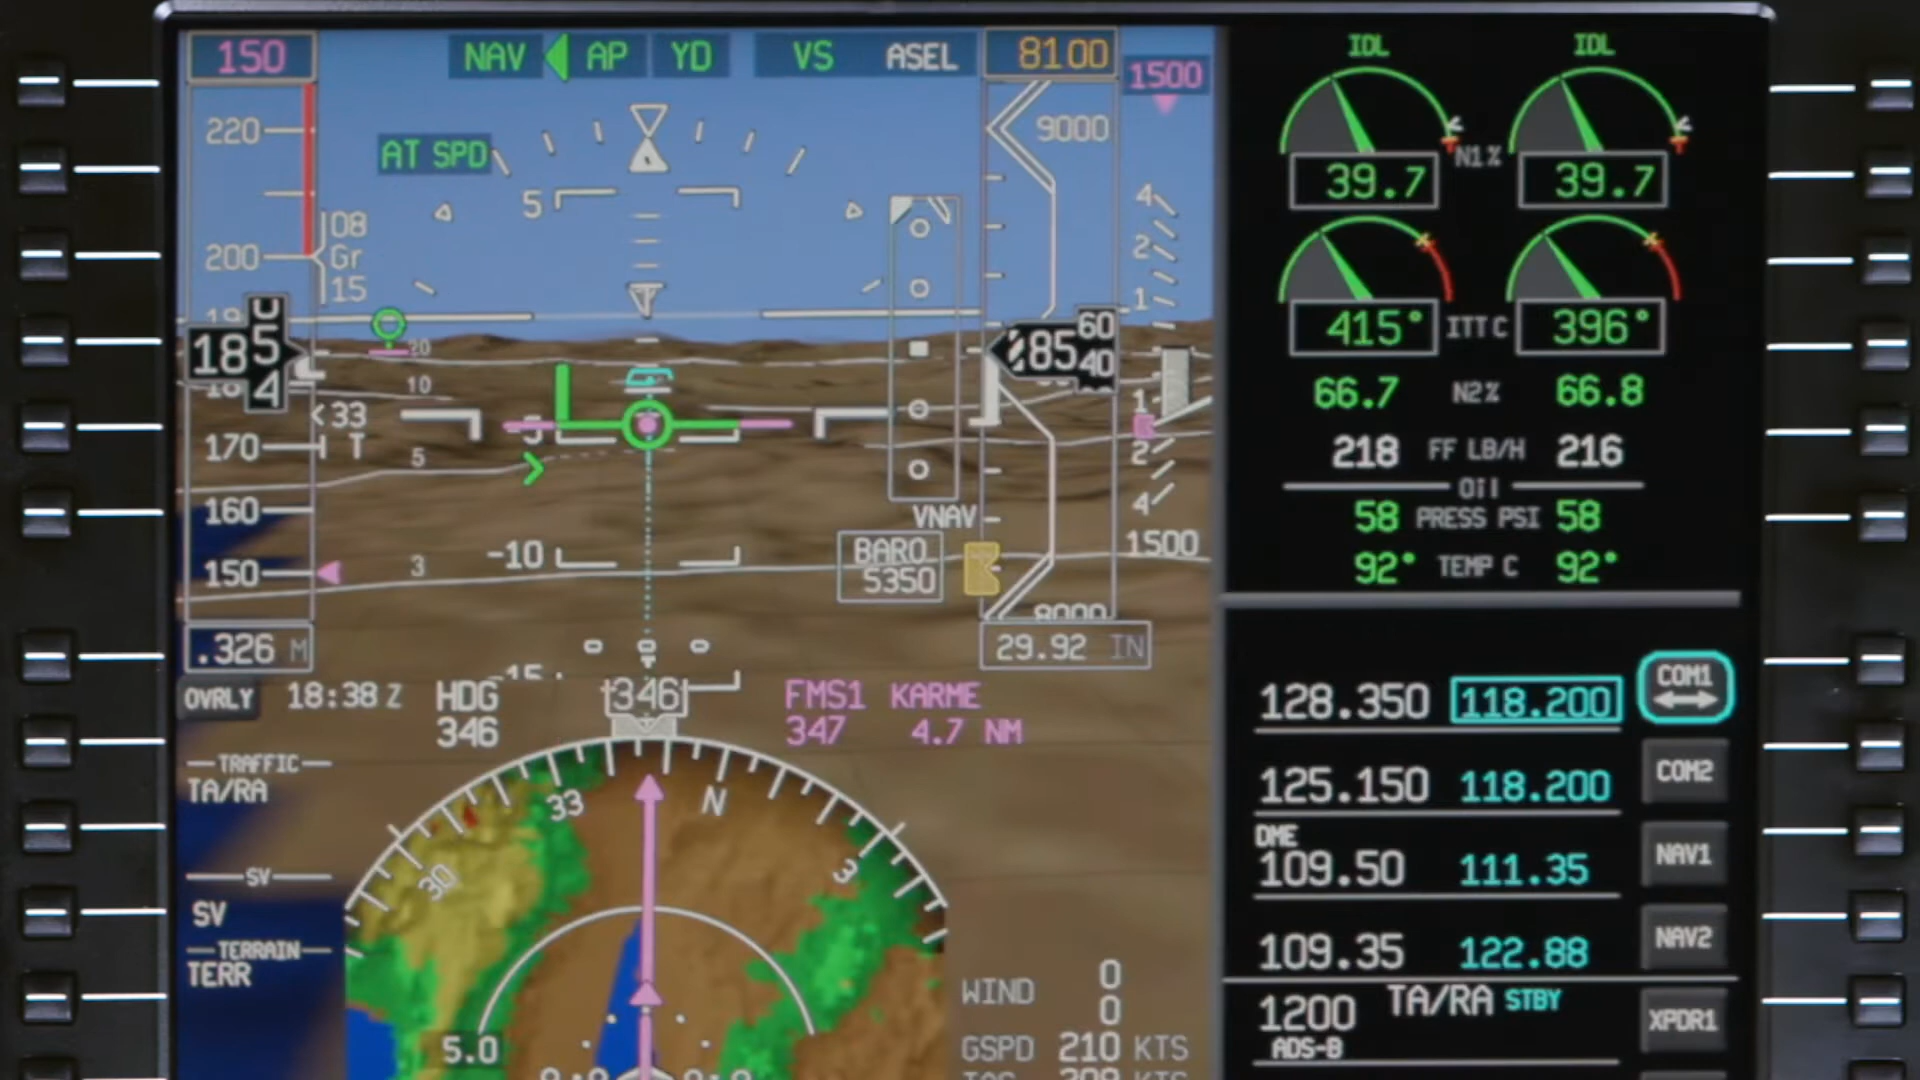 150
NAV AP YD VS ASEL 8100
1500
AT SPD
220
200
170
160
150
08
Gr
15
185
4
<33
T
20
10
5
3
5
-10
9000
85
60
40
4
2
1
1
2
4
VNAV
BARO
5350
1500
8000
.326 M
29.92 IN
OVRLY 18:38 Z HDG
346
346
FMS1 KARME
347 4.7 NM
TRAFFIC
TA/RA
SV
SV
TERRAIN
TERR
30
33
N
3
5.0
WIND 0
0
GSPD 210 KTS
IDL IDL
39.7 N1% 39.7
415° ITT C 396°
66.7 N2% 66.8
218 FF LB/H 216
Oil
58 PRESS PSI 58
92° TEMP C 92°
128.350 118.200 COM1
125.150 118.200 COM2
DME
109.50 111.35 NAV1
109.35 122.88 NAV2
1200 TA/RA STBY XPDR1
ADS-B